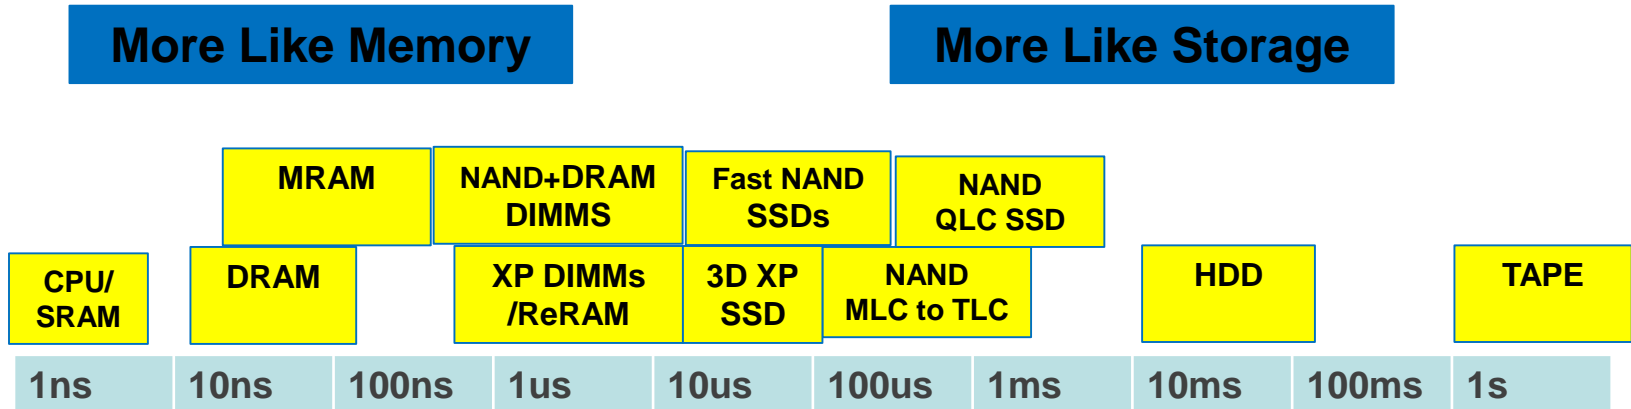 More Like Memory
More Like Storage
MRAM
NAND+DRAM
DIMMS
Fast NAND
SSDs
NAND
QLC SSD
CPU/
SRAM
DRAM
XP DIMMs
/ReRAM
3D XP
SSD
NAND
MLC to TLC
HDD
TAPE
1ns
10ns
100ns
1us
10us
100us
1ms
10ms
100ms
1s